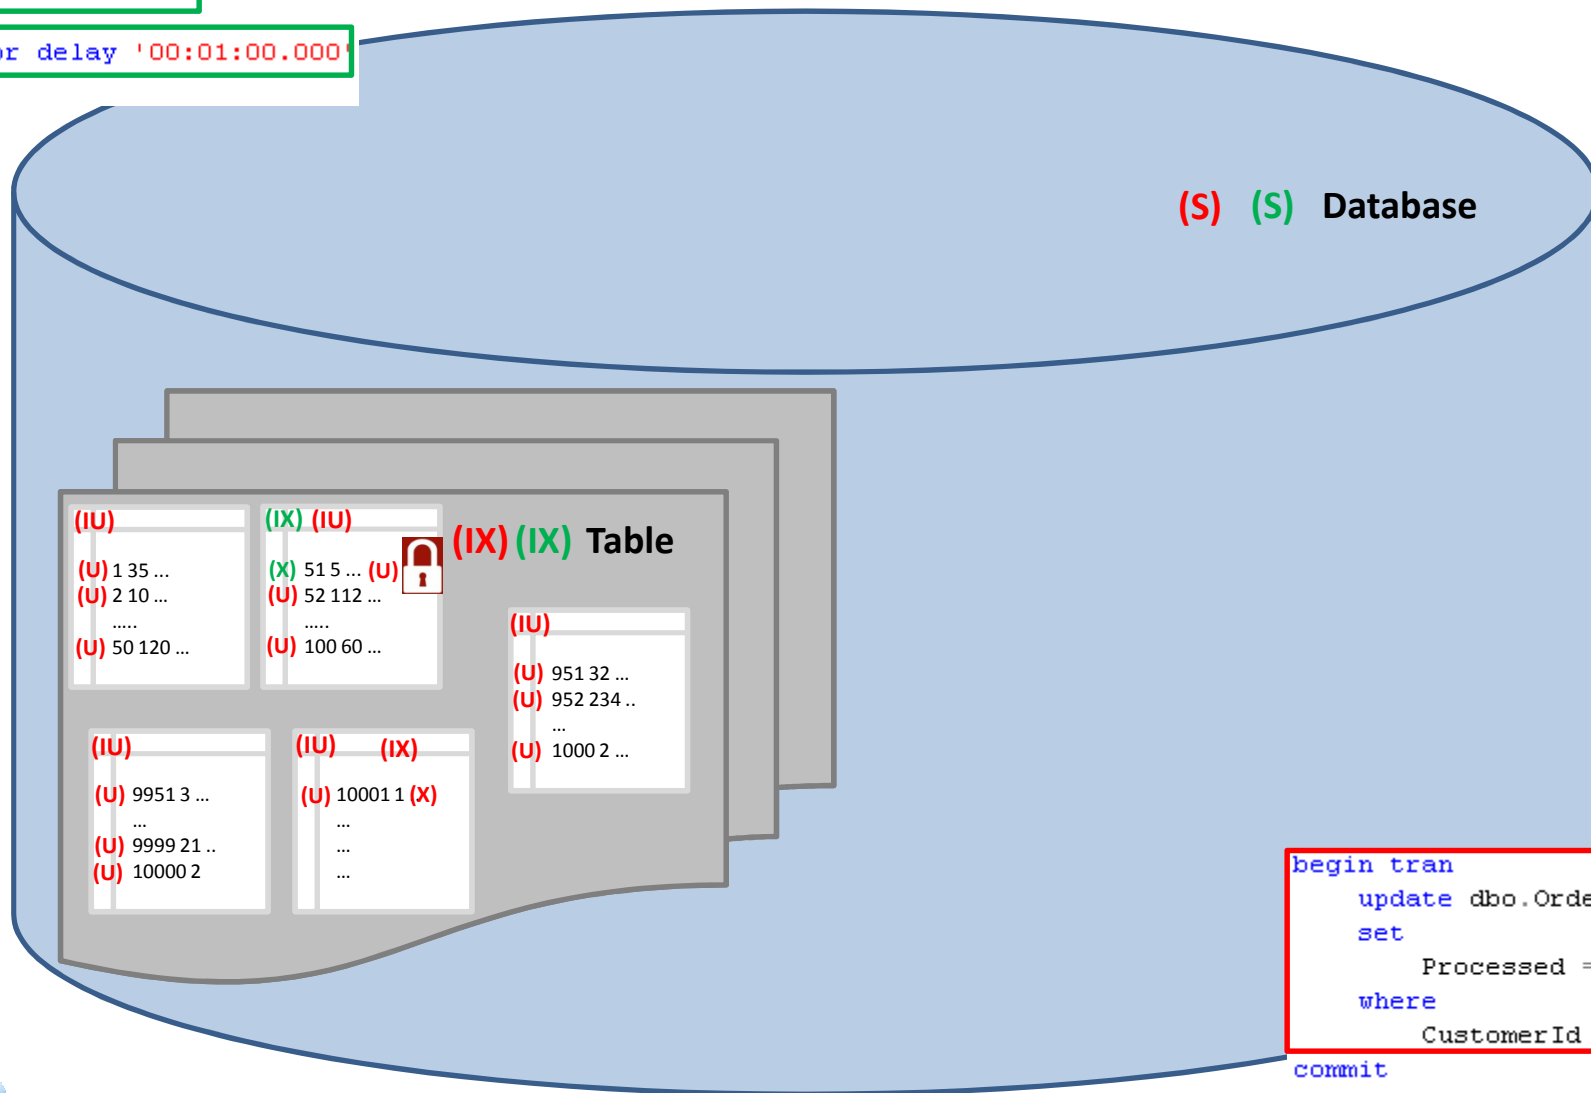 or delay '00:01:00.000'
(S) (S) Database
(IX) (IX) Table
(IU)
(U) 1 35 ...
(U) 2 10 ...
.....
(U) 50 120 ...
(IX) (IU)
(X) 51 5 ... (U)
(U) 52 112 ...
.....
(U) 100 60 ...
(IU)
(U) 951 32 ...
(U) 952 234 ..
...
(U) 1000 2 ...
(IU)
(U) 9951 3 ...
...
(U) 9999 21 ..
(U) 10000 2
(IU) (IX)
(U) 10001 1 (X)
...
...
...
begin tran
update dbo.Orde
set
Processed =
where
CustomerId
commit